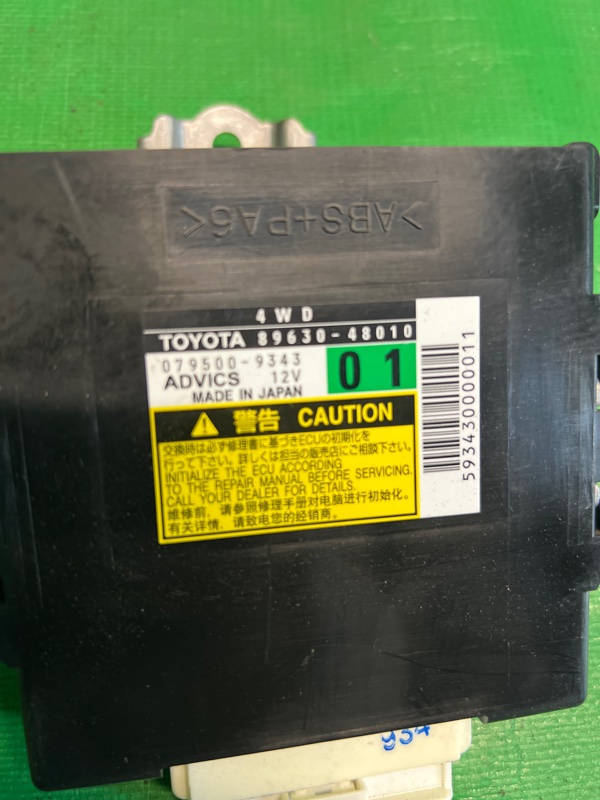 >ABS+PA6<
4WD
TOYOTA 89630-48010
079500-9343
ADVICS 12V
MADE IN JAPAN
01
593430000011
警告 CAUTION
交換時は必ず修理書に基づきECUの初期化を
行って下さい。詳しくは担当の販売店にご相談下さい。
INITIALIZE THE ECU ACCORDING
TO THE REPAIR MANUAL BEFORE SERVICING.
CALL YOUR DEALER FOR DETAILS.
维修前，请参照修理手册对电脑进行初始化。
有关详情，请致电您的经销商。
934